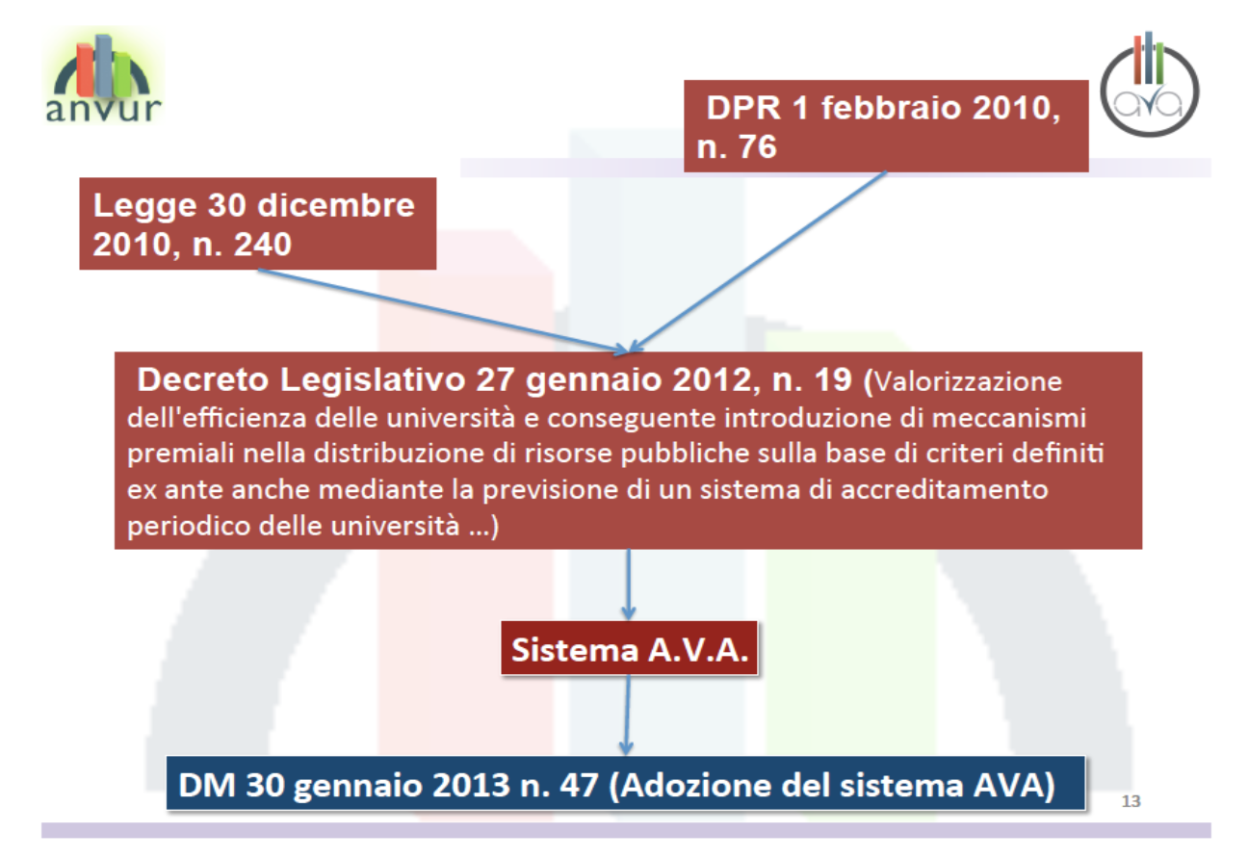 anvur
ava
DPR 1 febbraio 2010,
n. 76
Legge 30 dicembre
2010, n. 240
Decreto Legislativo 27 gennaio 2012, n. 19 (Valorizzazione
dell'efficienza delle università e conseguente introduzione di meccanismi
premiali nella distribuzione di risorse pubbliche sulla base di criteri definiti
ex ante anche mediante la previsione di un sistema di accreditamento
periodico delle università ...)
Sistema A.V.A.
DM 30 gennaio 2013 n. 47 (Adozione del sistema AVA)
13